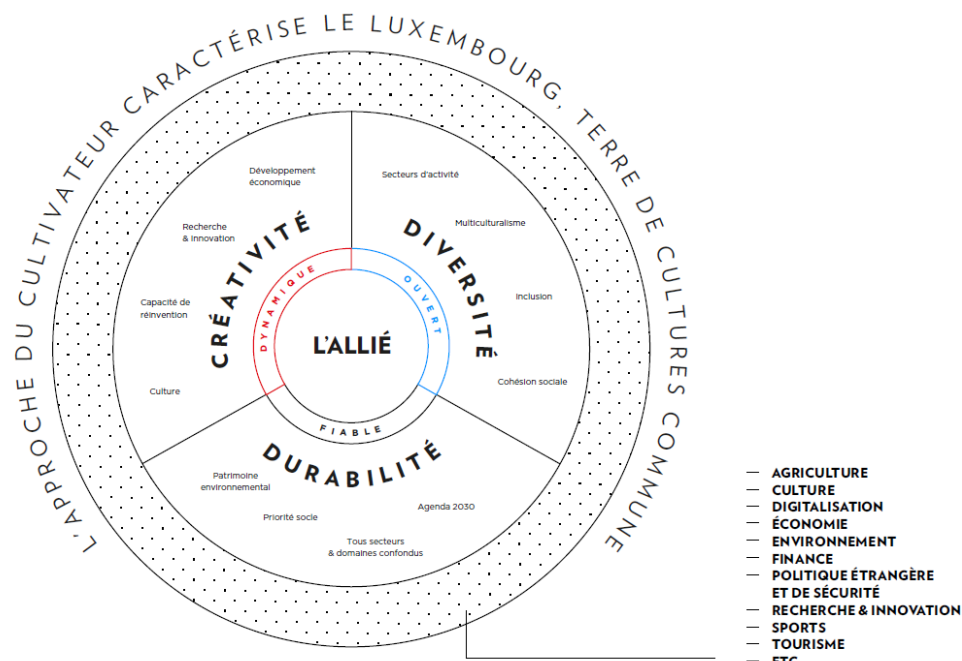 L'APPROCHE DU CULTIVATEUR CARACTÉRISE LE LUXEMBOURG, TERRE DE CULTURES COMMUNE
Développement
économique
Recherche
& innovation
Capacité de
réinvention
Culture
CRÉATIVITÉ
DYNAMIQUE
Secteurs d'activité
Multiculturalisme
Inclusion
Cohésion sociale
DIVERSITÉ
OUVERT
L'ALLIÉ
FIABLE
DURABILITÉ
Patrimoine
environnemental
Priorité socle
Agenda 2030
Tous secteurs
& domaines confondus
— AGRICULTURE
— CULTURE
— DIGITALISATION
— ÉCONOMIE
— ENVIRONNEMENT
— FINANCE
— POLITIQUE ÉTRANGÈRE
ET DE SÉCURITÉ
— RECHERCHE & INNOVATION
— SPORTS
— TOURISME
— ETC